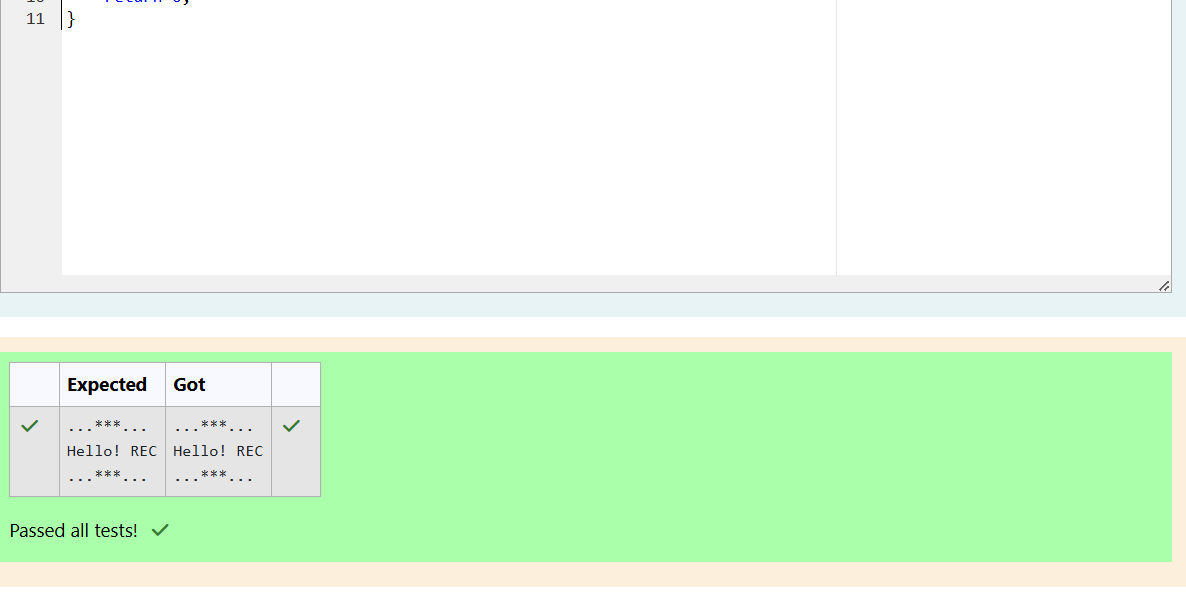 11 }
Expected Got
...***... ...***...
Hello! REC Hello! REC
...***... ...***...
Passed all tests!